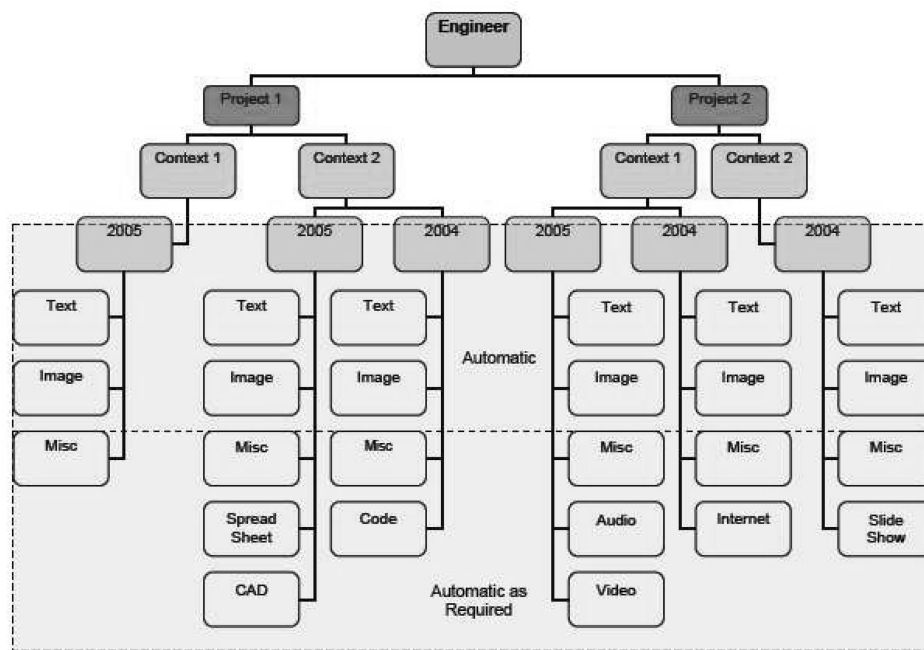 Engineer
Project 1
Project 2
Context 1
Context 2
Context 1
Context 2
2005
2005
2004
2005
2004
2004
Text
Text
Text
Text
Text
Text
Automatic
Image
Image
Image
Image
Image
Image
Misc
Misc
Misc
Misc
Misc
Misc
Spread
Sheet
Code
Audio
Internet
Slide
Show
CAD
Automatic as
Required
Video